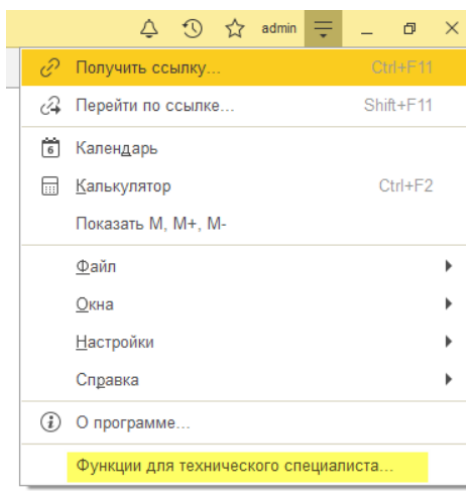 admin
Получить ссылку... Ctrl+F11
Перейти по ссылке... Shift+F11
6 Календарь
Калькулятор Ctrl+F2
Показать M, M+, M-
Файл
Окна
Настройки
Справка
О программе...
Функции для технического специалиста...